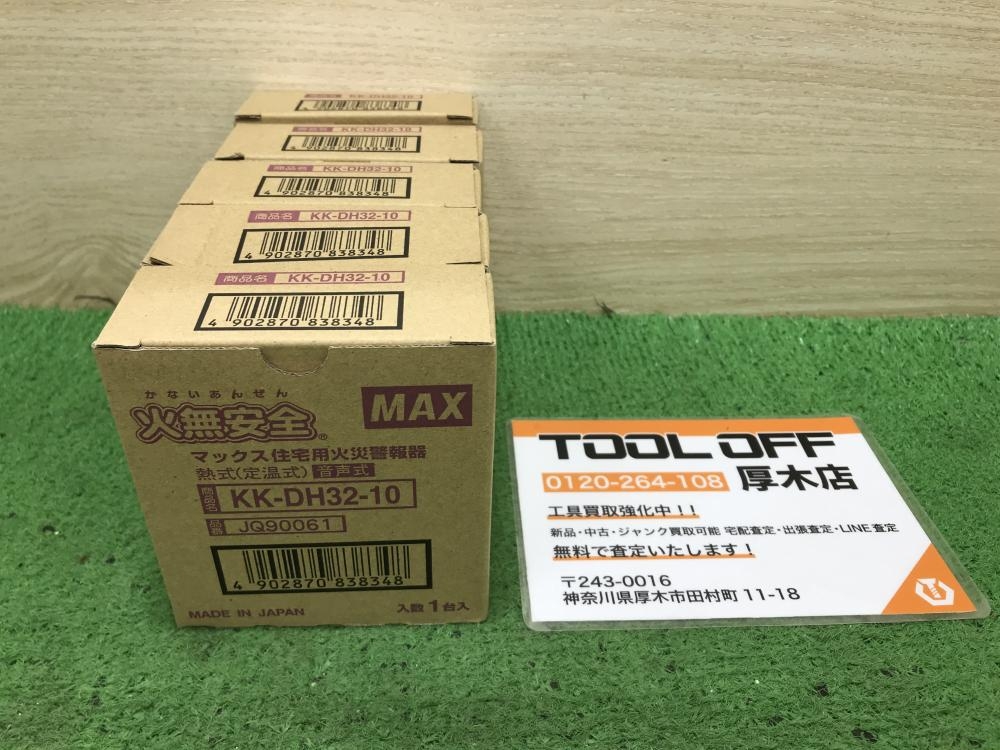 KK-DH32-10
KK-DH32-10
4 902870 838348
商品名 KK-DH32-10
4 902870 838348
商品名 KK-DH32-10
4 902870 838348
商品名 KK-DH32-10
4 902870 838348
かないあんぜん
火無安全®
MAX
マックス住宅用火災警報器
熱式(定温式) 音声式
商品名 KK-DH32-10
品番 JQ90061
4 902870 838348
MADE IN JAPAN
入数 1台入
TOOL OFF
0120-264-108 厚木店
工具買取強化中!!
新品・中古・ジャンク買取可能 宅配査定・出張査定・LINE査定
無料で査定いたします!
〒243-0016
神奈川県厚木市田村町 11-18